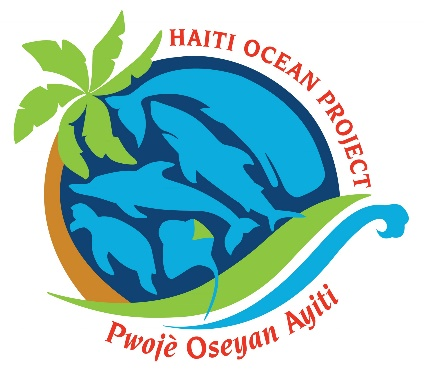 HAITI OCEAN PROJECT
Pwojè Oseyan Ayiti